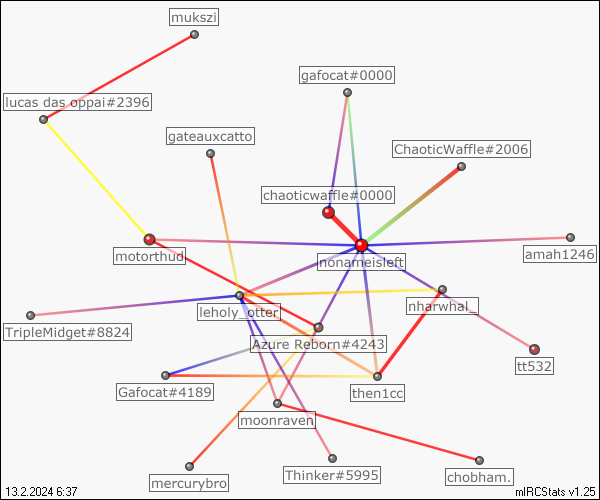 mukszi
gafocat#0000
lucas das oppai#2396
gateauxcatto
ChaoticWaffle#2006
chaoticwaffle#0000
motorthud
nonameisleft
amah1246
leholy_otter
nharwhal_
TripleMidget#8824
Azure Reborn#4243
tt532
Gafocat#4189
then1cc
moonraven
mercurybro
Thinker#5995
chobham.
13.2.2024 6:37
mIRCStats v1.25